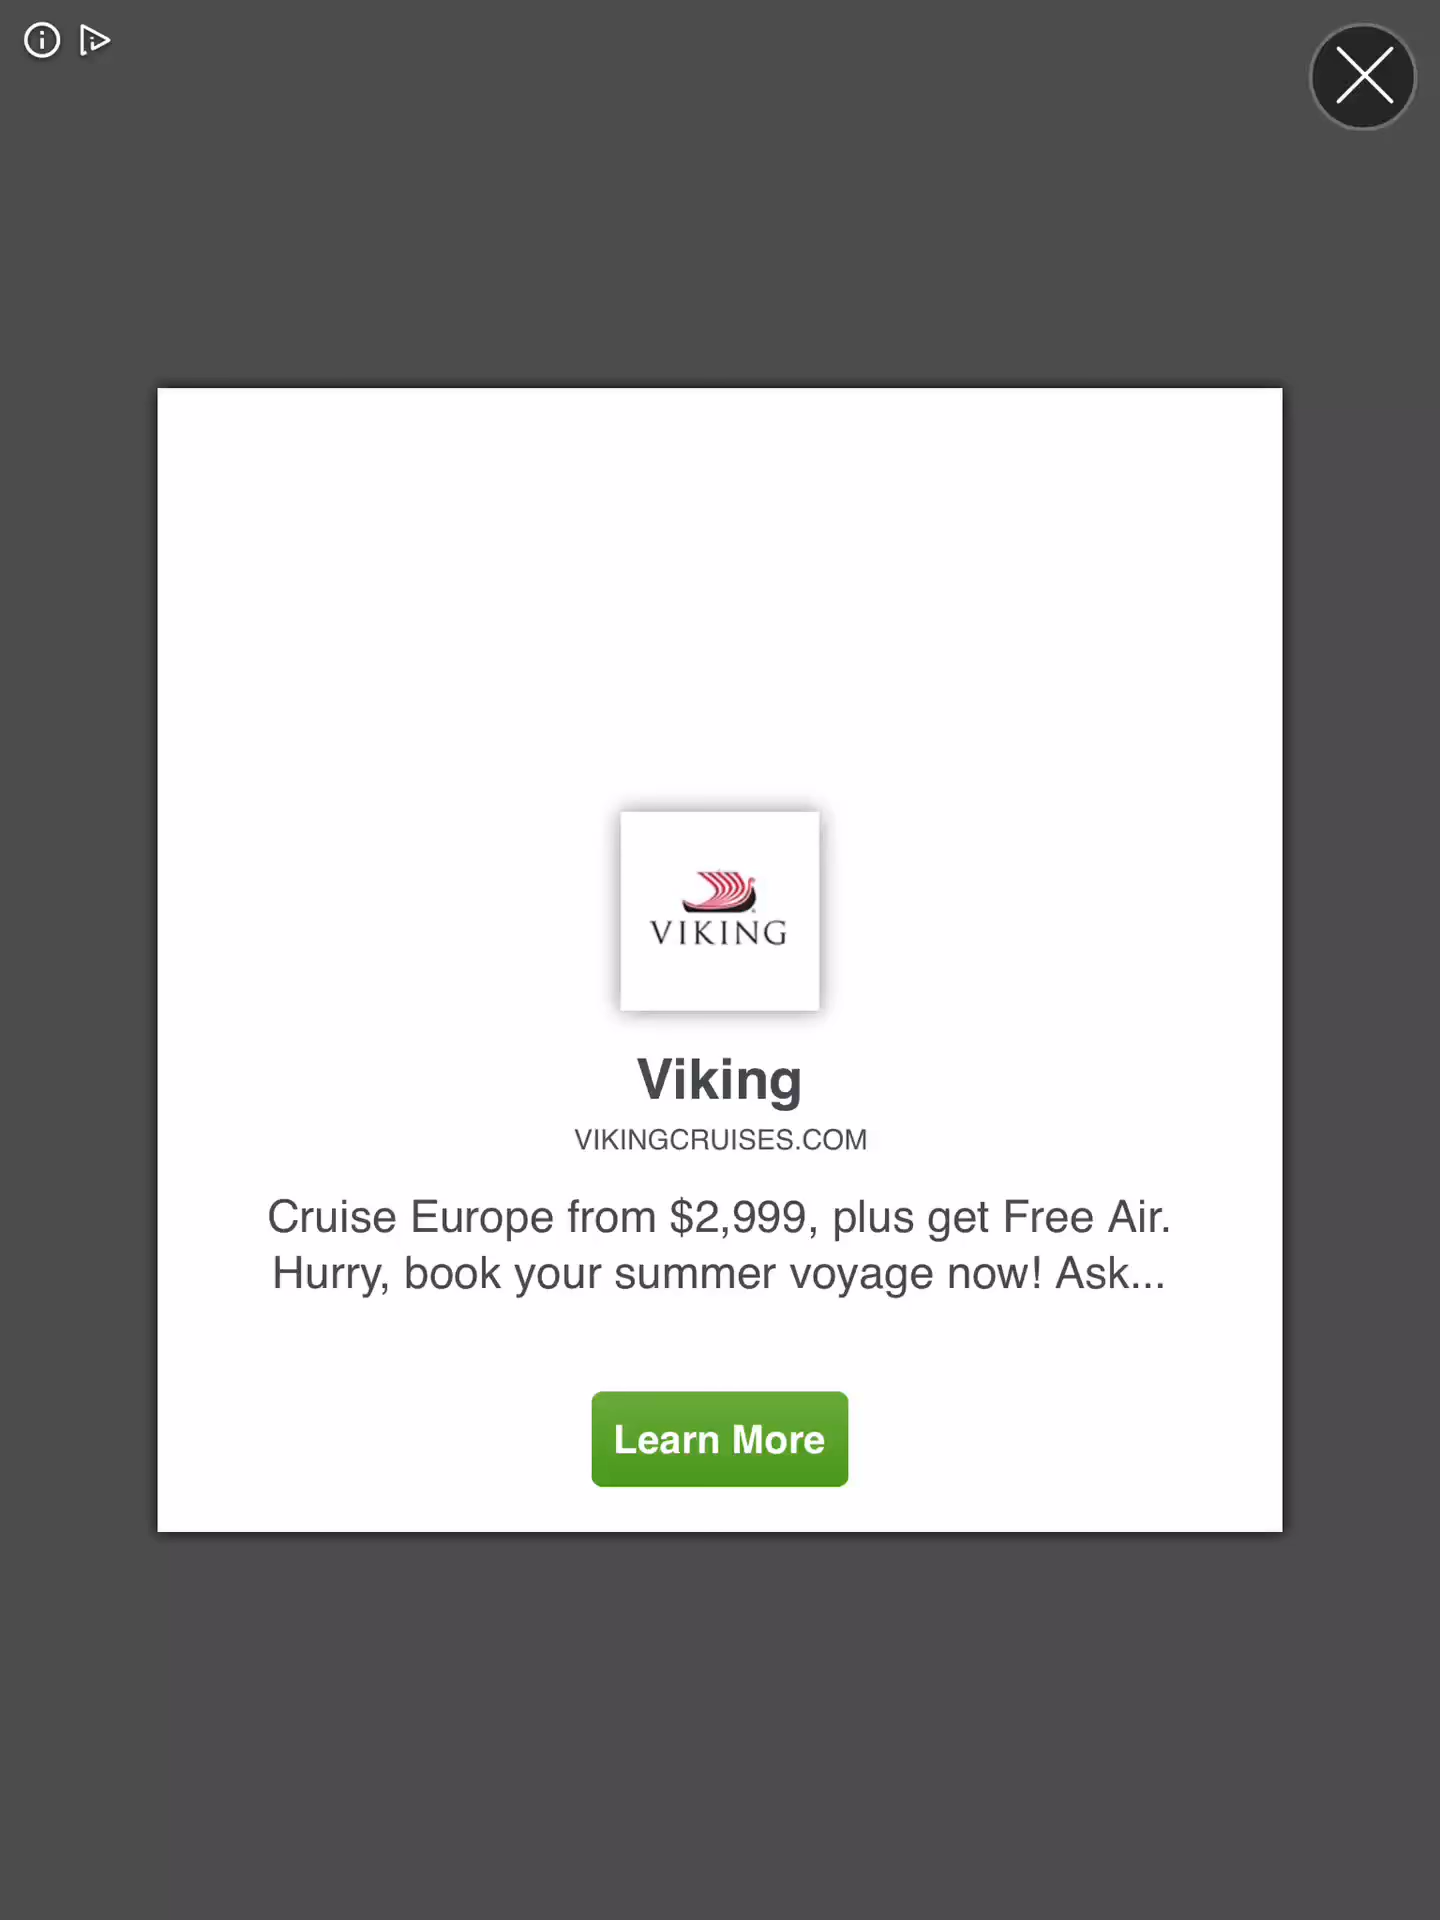 VIKING
Viking
VIKINGCRUISES.COM
Cruise Europe from $2,999, plus get Free Air.
Hurry, book your summer voyage now! Ask...
Learn More